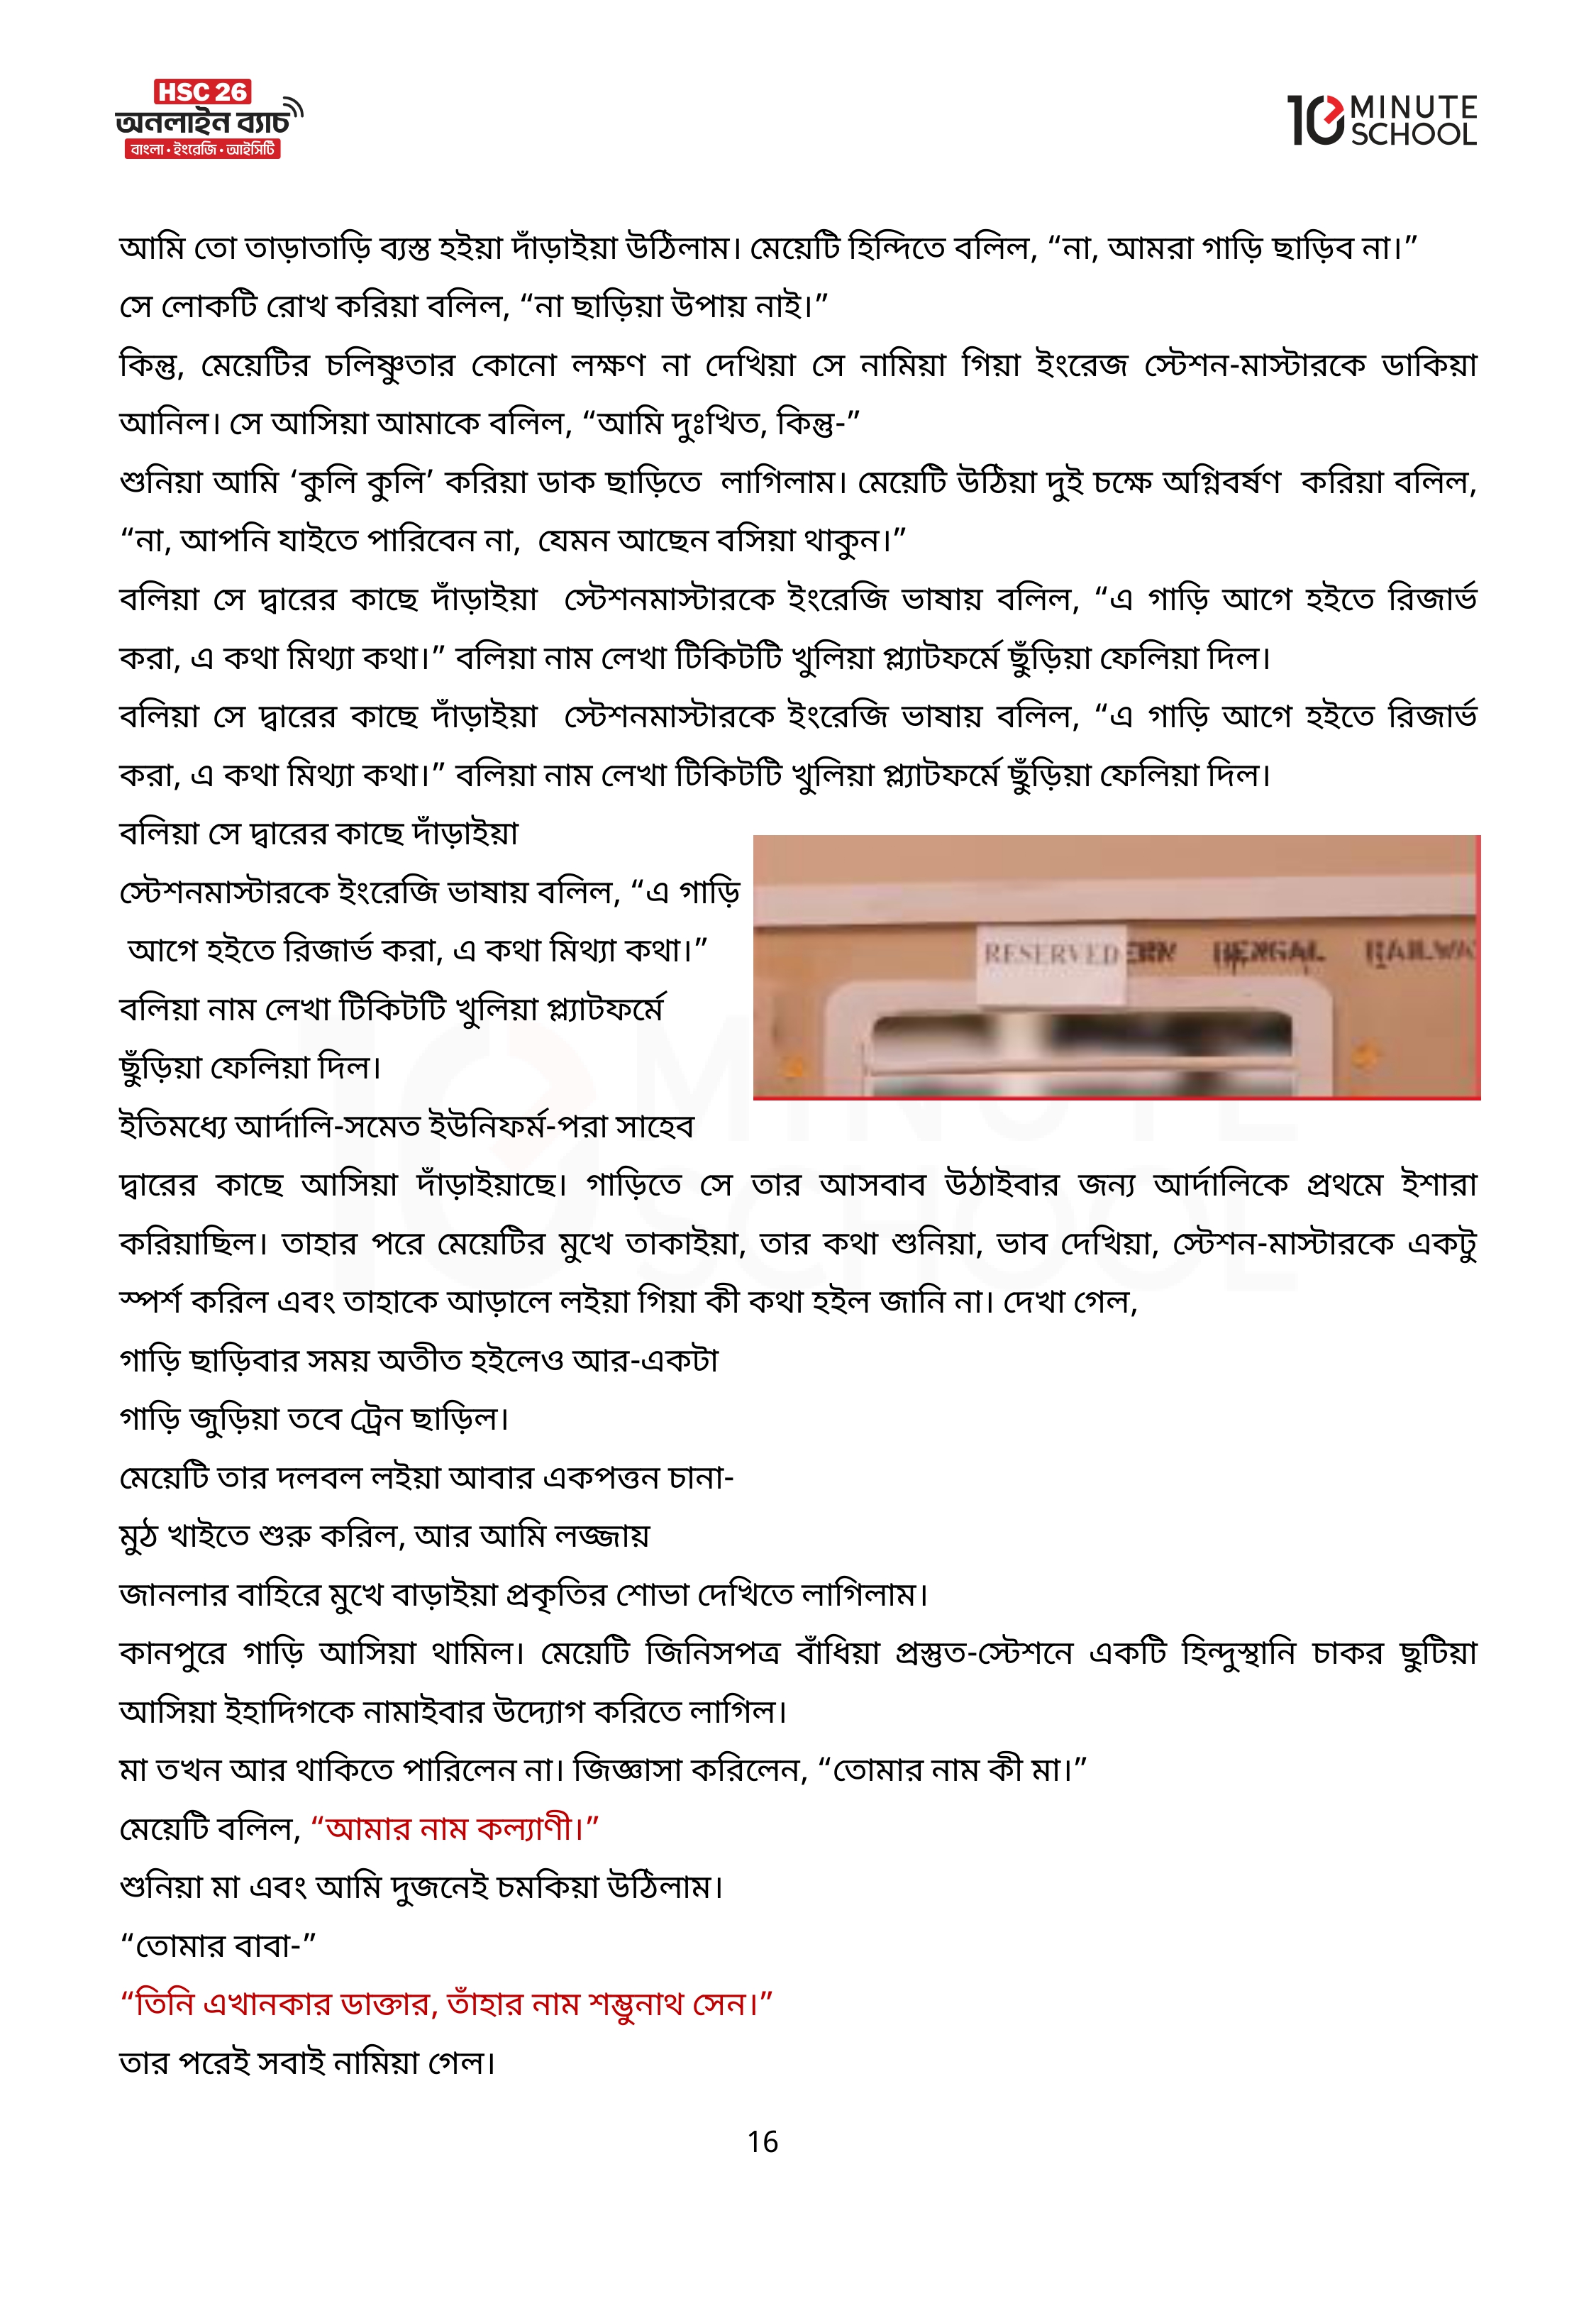 HSC 26
অনলাইন ব্যাচ
বাংলা • ইংরেজি • আইসিটি
10 MINUTE SCHOOL
আমি তো তাড়াতাড়ি ব্যস্ত হইয়া দাঁড়াইয়া উঠিলাম। মেয়েটি হিন্দিতে বলিল, “না, আমরা গাড়ি ছাড়িব না।”
সে লোকটি রোখ করিয়া বলিল, “না ছাড়িয়া উপায় নাই।”
কিন্তু, মেয়েটির চলিষ্ণুতার কোনো লক্ষণ না দেখিয়া সে নামিয়া গিয়া ইংরেজ স্টেশন-মাস্টারকে ডাকিয়া
আনিল। সে আসিয়া আমাকে বলিল, “আমি দুঃখিত, কিন্তু-”
শুনিয়া আমি ‘কুলি কুলি’ করিয়া ডাক ছাড়িতে লাগিলাম। মেয়েটি উঠিয়া দুই চক্ষে অগ্নিবর্ষণ করিয়া বলিল,
“না, আপনি যাইতে পারিবেন না, যেমন আছেন বসিয়া থাকুন।”
বলিয়া সে দ্বারের কাছে দাঁড়াইয়া স্টেশনমাস্টারকে ইংরেজি ভাষায় বলিল, “এ গাড়ি আগে হইতে রিজার্ভ
করা, এ কথা মিথ্যা কথা।” বলিয়া নাম লেখা টিকিটটি খুলিয়া প্ল্যাটফর্মে ছুঁড়িয়া ফেলিয়া দিল।
বলিয়া সে দ্বারের কাছে দাঁড়াইয়া স্টেশনমাস্টারকে ইংরেজি ভাষায় বলিল, “এ গাড়ি আগে হইতে রিজার্ভ
করা, এ কথা মিথ্যা কথা।” বলিয়া নাম লেখা টিকিটটি খুলিয়া প্ল্যাটফর্মে ছুঁড়িয়া ফেলিয়া দিল।
বলিয়া সে দ্বারের কাছে দাঁড়াইয়া
স্টেশনমাস্টারকে ইংরেজি ভাষায় বলিল, “এ গাড়ি
আগে হইতে রিজার্ভ করা, এ কথা মিথ্যা কথা।”
বলিয়া নাম লেখা টিকিটটি খুলিয়া প্ল্যাটফর্মে
ছুঁড়িয়া ফেলিয়া দিল।
RESERVED ERN BENGAL RAILWA
ইতিমধ্যে আর্দালি-সমেত ইউনিফর্ম-পরা সাহেব
দ্বারের কাছে আসিয়া দাঁড়াইয়াছে। গাড়িতে সে তার আসবাব উঠাইবার জন্য আর্দালিকে প্রথমে ইশারা
করিয়াছিল। তাহার পরে মেয়েটির মুখে তাকাইয়া, তার কথা শুনিয়া, ভাব দেখিয়া, স্টেশন-মাস্টারকে একটু
স্পর্শ করিল এবং তাহাকে আড়ালে লইয়া গিয়া কী কথা হইল জানি না। দেখা গেল,
গাড়ি ছাড়িবার সময় অতীত হইলেও আর-একটা
গাড়ি জুড়িয়া তবে ট্রেন ছাড়িল।
মেয়েটি তার দলবল লইয়া আবার একপত্তন চানা-
মুঠ খাইতে শুরু করিল, আর আমি লজ্জায়
জানলার বাহিরে মুখে বাড়াইয়া প্রকৃতির শোভা দেখিতে লাগিলাম।
কানপুরে গাড়ি আসিয়া থামিল। মেয়েটি জিনিসপত্র বাঁধিয়া প্রস্তুত-স্টেশনে একটি হিন্দুস্থানি চাকর ছুটিয়া
আসিয়া ইহাদিগকে নামাইবার উদ্যোগ করিতে লাগিল।
মা তখন আর থাকিতে পারিলেন না। জিজ্ঞাসা করিলেন, “তোমার নাম কী মা।”
মেয়েটি বলিল, “আমার নাম কল্যাণী।”
শুনিয়া মা এবং আমি দুজনেই চমকিয়া উঠিলাম।
“তোমার বাবা-”
“তিনি এখানকার ডাক্তার, তাঁহার নাম শম্ভুনাথ সেন।”
তার পরেই সবাই নামিয়া গেল।
16